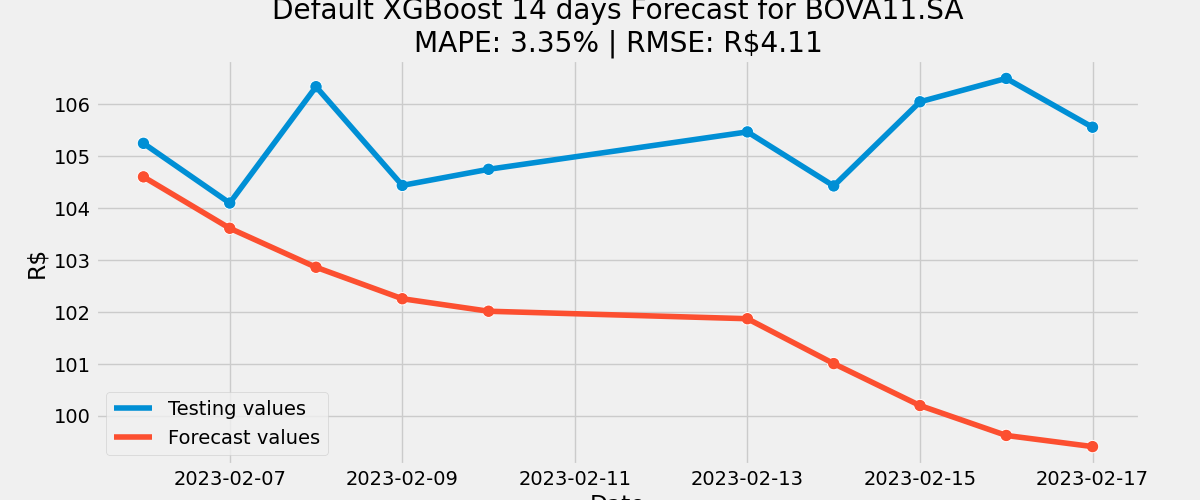 Default XGBoost 14 days Forecast for BOVA11.SA
MAPE: 3.35% | RMSE: R$4.11
R$
106
105
104
103
102
101
100
Testing values
Forecast values
2023-02-07
2023-02-09
2023-02-11
2023-02-13
2023-02-15
2023-02-17
Date